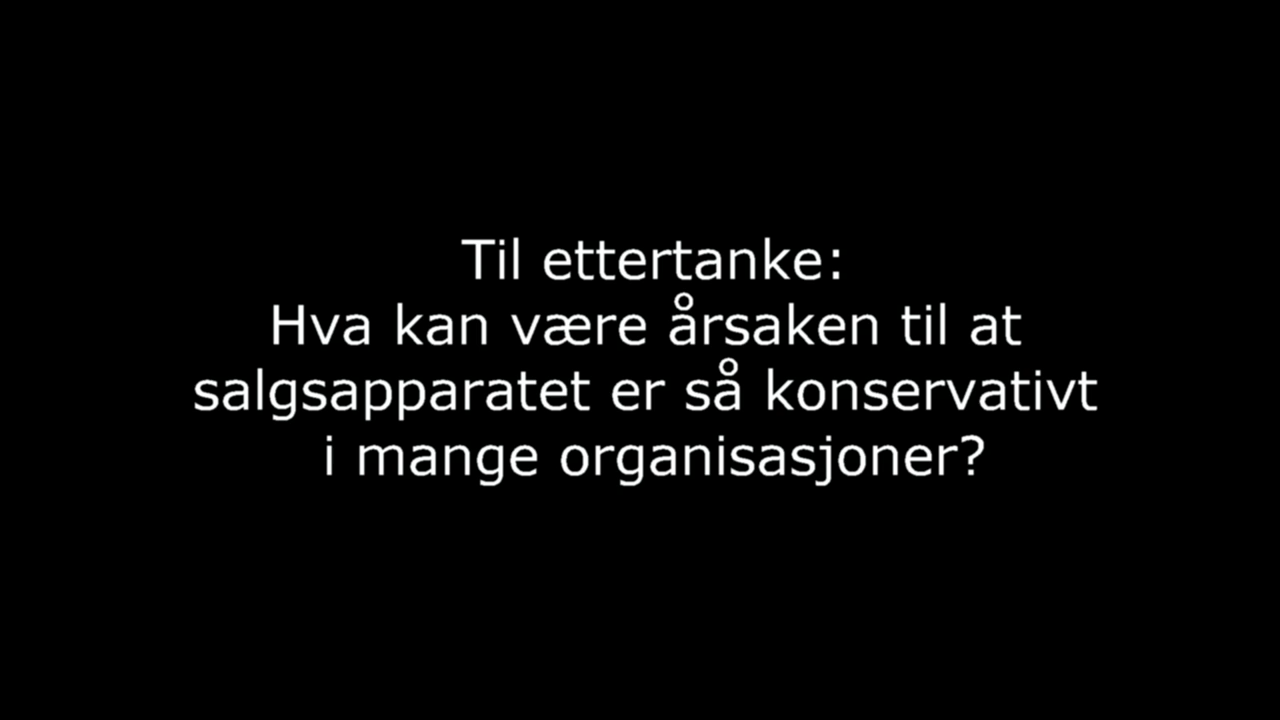 Til ettertanke:
Hva kan være årsaken til at
salgsapparatet er så konservativt
i mange organisasjoner?